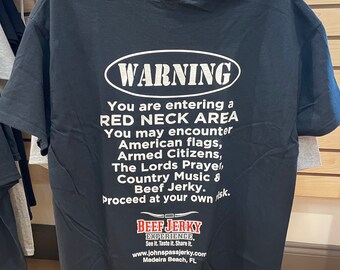 WARNING
You are entering a
RED NECK AREA
You may encounter
American flags,
Armed Citizens,
The Lords Prayer,
Country Music &
Beef Jerky.
Proceed at your own risk.
BEEF JERKY
EXPERIENCE.
See it. Taste it. Share it.
www.johnspassjerky.com
Madeira Beach, FL